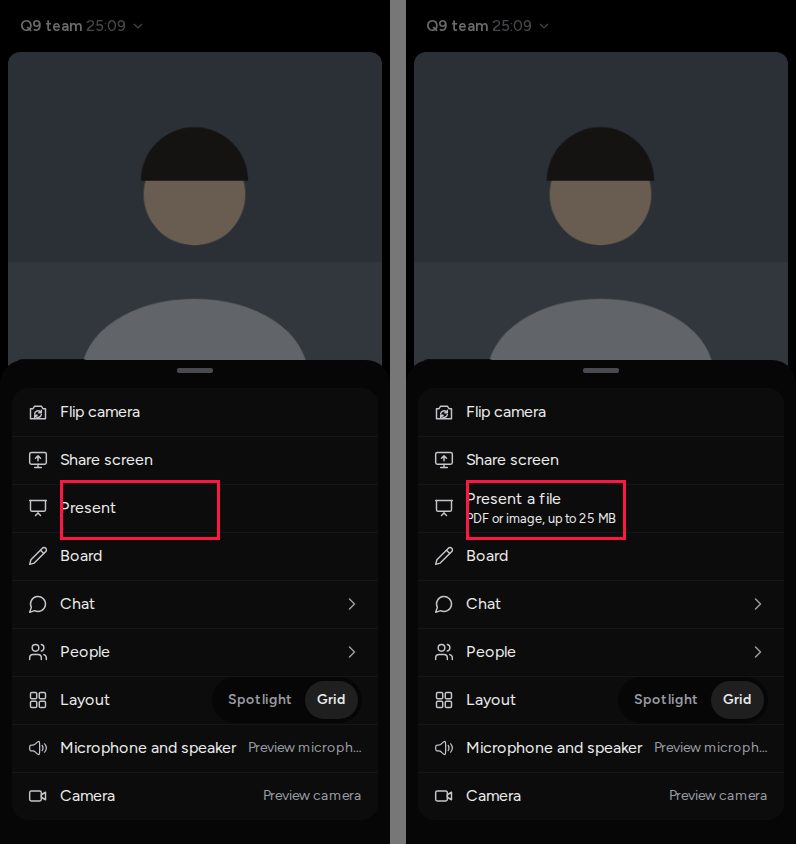 Q9 team 25:09
Flip camera
Share screen
Present
Board
Chat
People
Layout Spotlight Grid
Microphone and speaker Preview microph...
Camera Preview camera
Q9 team 25:09
Flip camera
Share screen
Present a file
PDF or image, up to 25 MB
Board
Chat
People
Layout Spotlight Grid
Microphone and speaker Preview microph...
Camera Preview camera